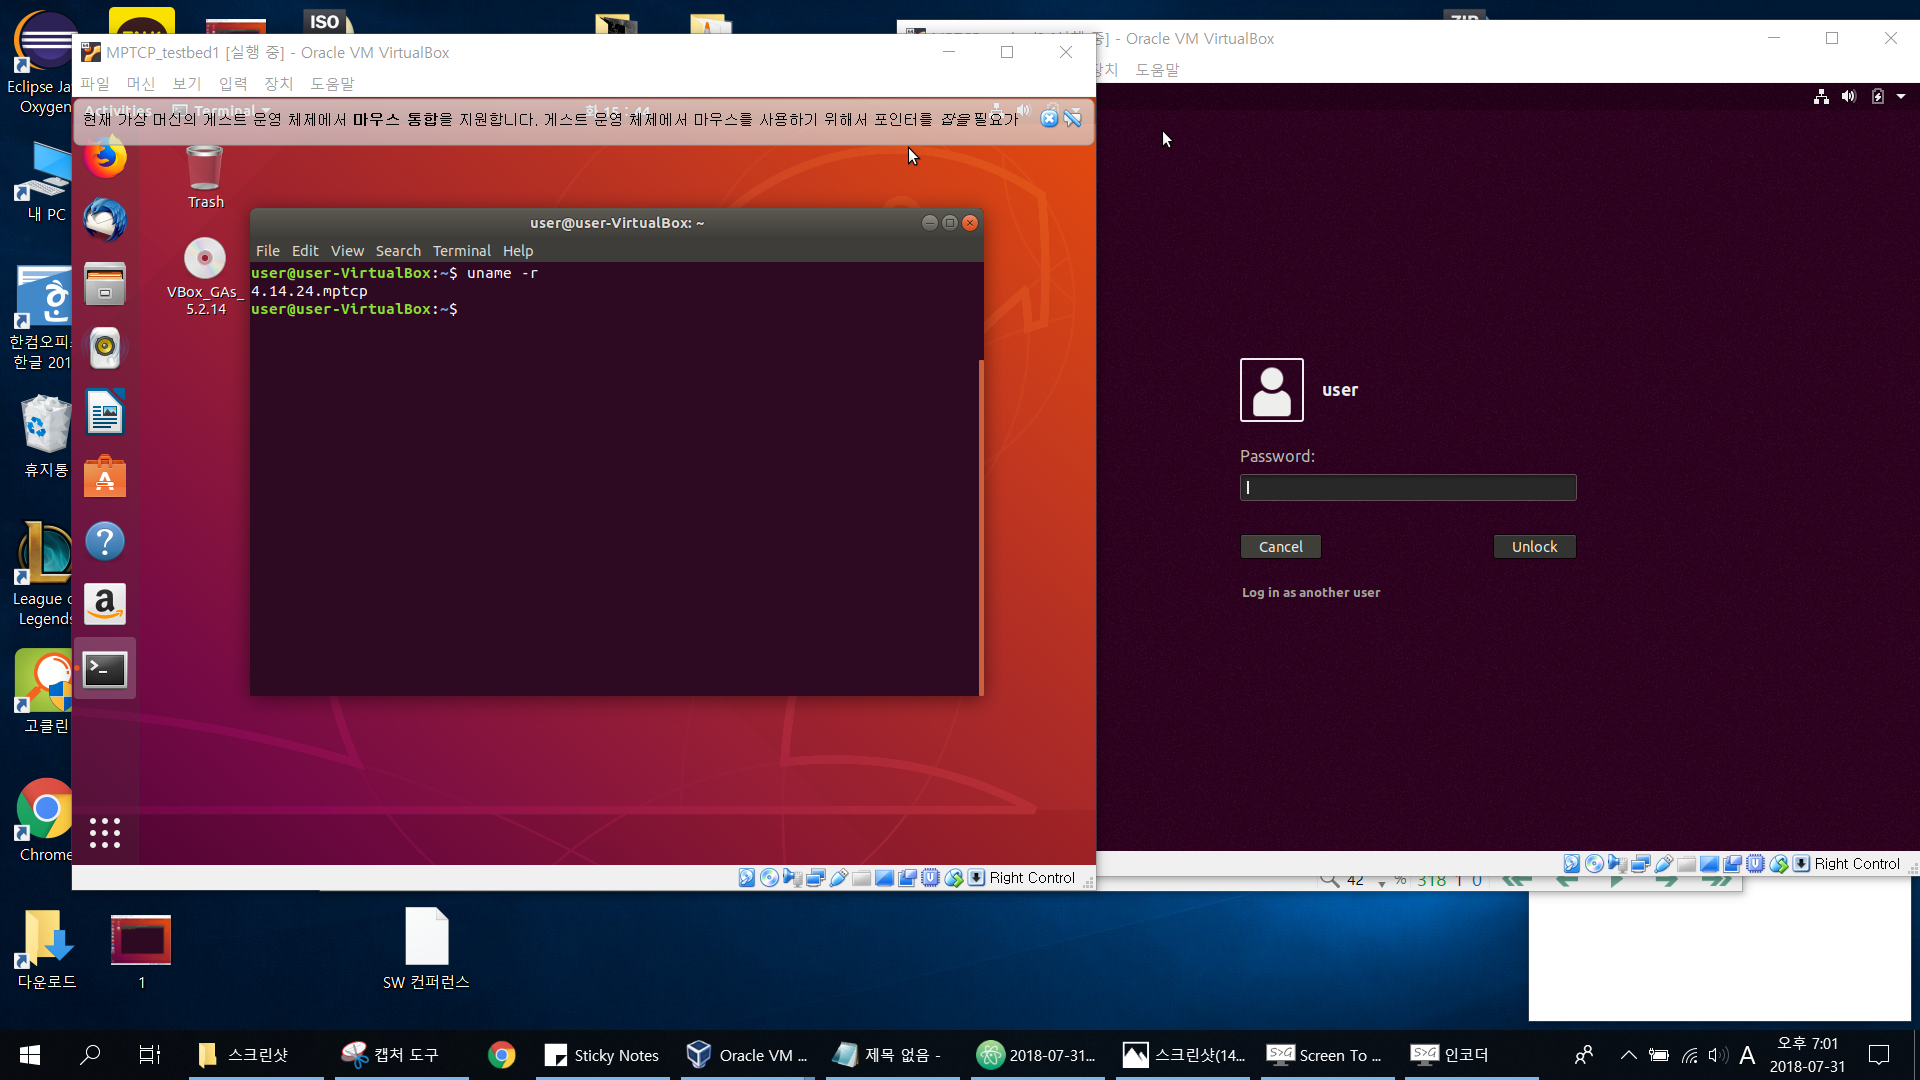 ISO
ZIP
Eclipse Ja
Oxygen
내 PC
한컴오피
한글 201
휴지통
League o
Legends
고클린
Chrome
다운로드
1
SW 컨퍼런스
MPTCP_testbed1 [실행 중] - Oracle VM VirtualBox
파일 머신 보기 입력 장치 도움말
Activities Terminal
현재 가상 머신의 게스트 운영 체제에서 마우스 통합을 지원합니다. 게스트 운영 체제에서 마우스를 사용하기 위해서 포인터를 잡을 필요가
Trash
VBox_GAs_
5.2.14
user@user-VirtualBox: ~
File Edit View Search Terminal Help
user@user-VirtualBox:~$ uname -r
4.14.24.mptcp
user@user-VirtualBox:~$
Right Control
중] - Oracle VM VirtualBox
장치 도움말
user
Password:
Cancel
Unlock
Log in as another user
Right Control
42 % 318 0
스크린샷
캡처 도구
Sticky Notes
Oracle VM ...
제목 없음 -
2018-07-31...
스크린샷(14...
Screen To ...
인코더
A
오후 7:01
2018-07-31